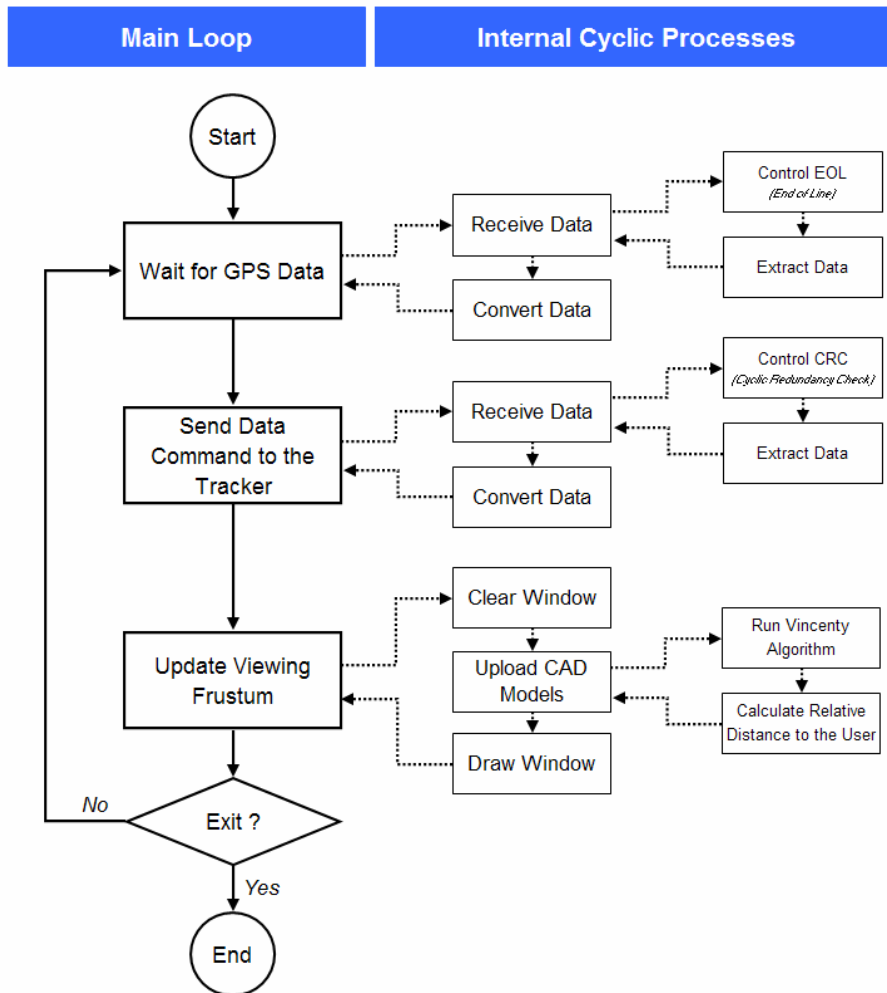 Main Loop
Internal Cyclic Processes
Start
Wait for GPS Data
Receive Data
Convert Data
Control EOL
(End of Line)
Extract Data
Send Data
Command to the
Tracker
Receive Data
Convert Data
Control CRC
(Cyclic Redundancy Check)
Extract Data
Update Viewing
Frustum
Clear Window
Upload CAD
Models
Draw Window
Run Vincenty
Algorithm
Calculate Relative
Distance to the User
No
Exit ?
Yes
End